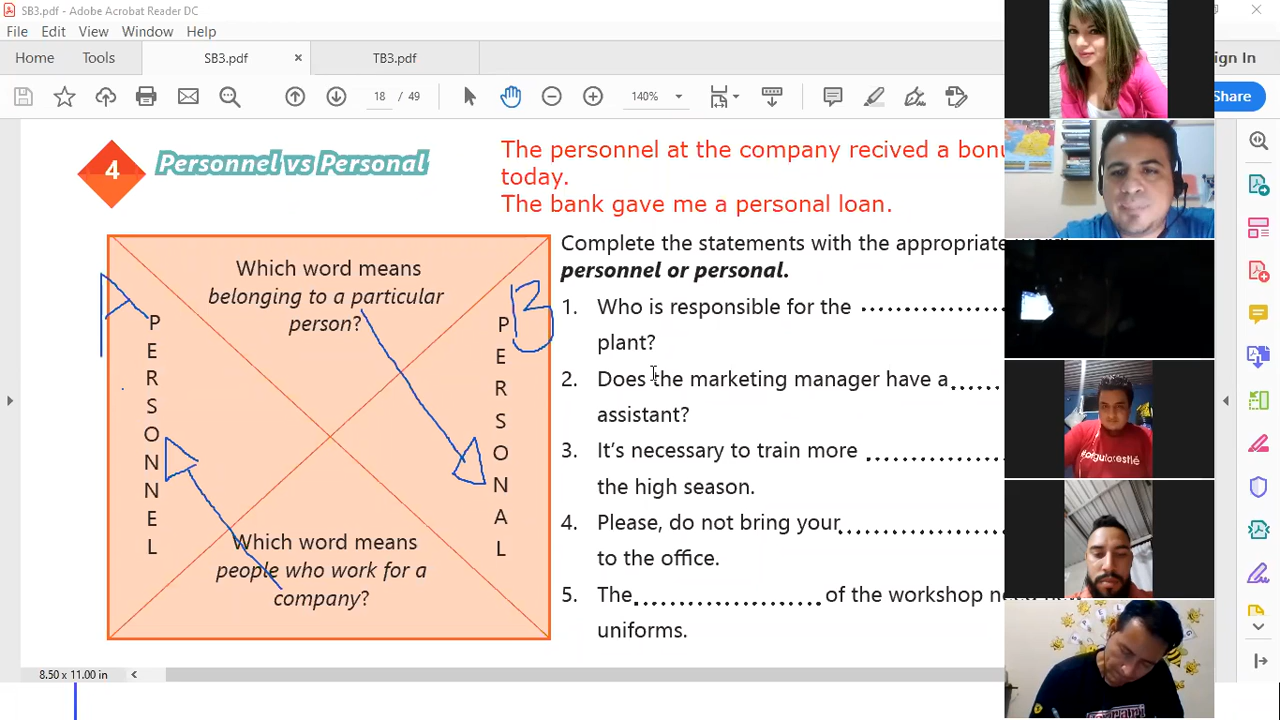 SB3.pdf - Adobe Acrobat Reader DC
File Edit View Window Help
Home Tools SB3.pdf × TB3.pdf Sign In
18 / 49 140% Share
4 Personnel vs Personal
The personnel at the company recived a bonu
today.
The bank gave me a personal loan.
Which word means
belonging to a particular
person?
A
PERSONNEL
B
PERSONAL
Which word means
people who work for a
company?
Complete the statements with the appropriate
personnel or personal.
1. Who is responsible for the ....................
plant?
2. Does the marketing manager have a......
assistant?
3. It's necessary to train more ....................
the high season.
4. Please, do not bring your....................
to the office.
5. The.....................of the workshop need
uniforms.
8.50 x 11.00 in